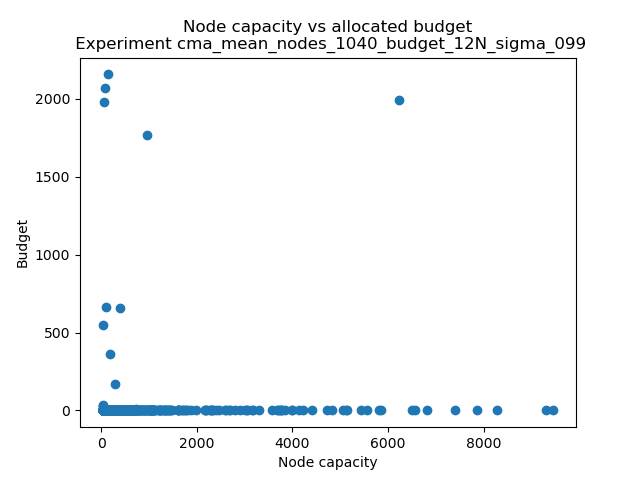 Node capacity vs allocated budget
Experiment cma_mean_nodes_1040_budget_12N_sigma_099
2000
1500
1000
500
0
Budget
0 2000 4000 6000 8000
Node capacity